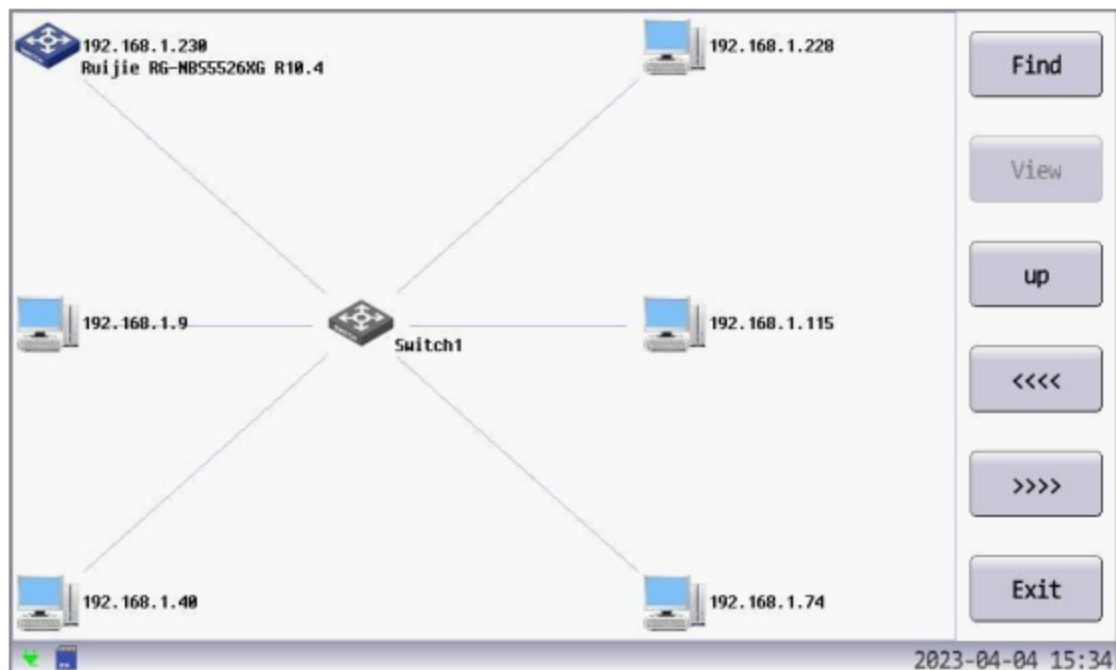 192.168.1.230
Ruijie RG-NBS5526XG R10.4
192.168.1.228
192.168.1.9
Switch1
192.168.1.115
192.168.1.40
192.168.1.74
Find
View
up
<<<<
>>>>
Exit
2023-04-04 15:34